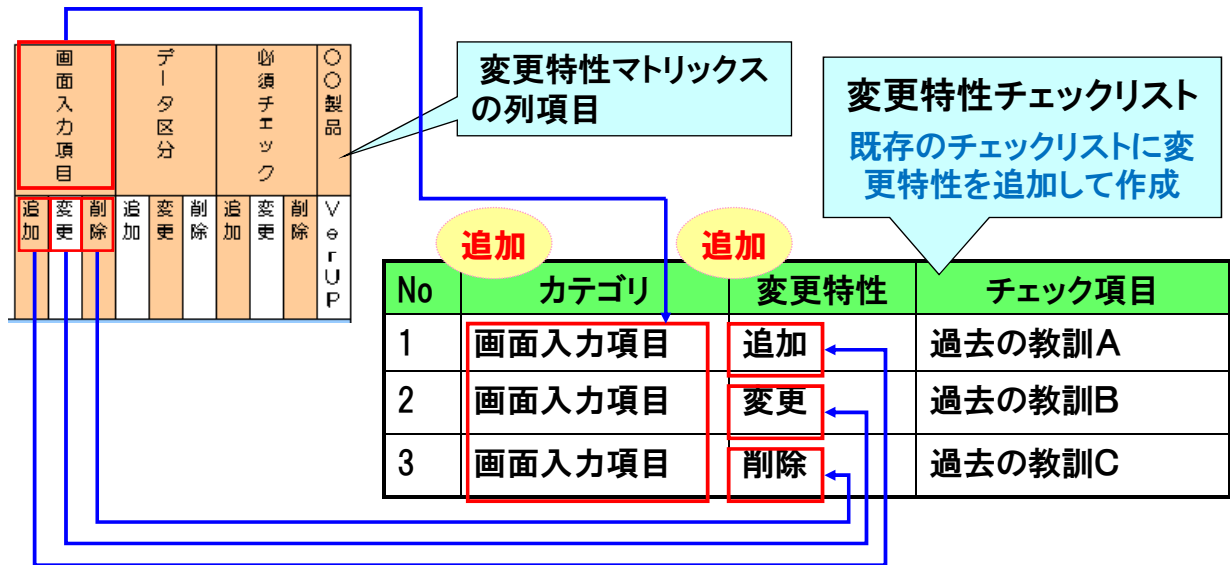 画面入力項目
データ区分
必須チェック
○○製品
追加
変更
削除
追加
変更
削除
追加
変更
削除
VerUP
変更特性マトリックス
の列項目
変更特性チェックリスト
既存のチェックリストに変
更特性を追加して作成
追加
追加
No カテゴリ 変更特性 チェック項目
1 画面入力項目 追加 過去の教訓A
2 画面入力項目 変更 過去の教訓B
3 画面入力項目 削除 過去の教訓C